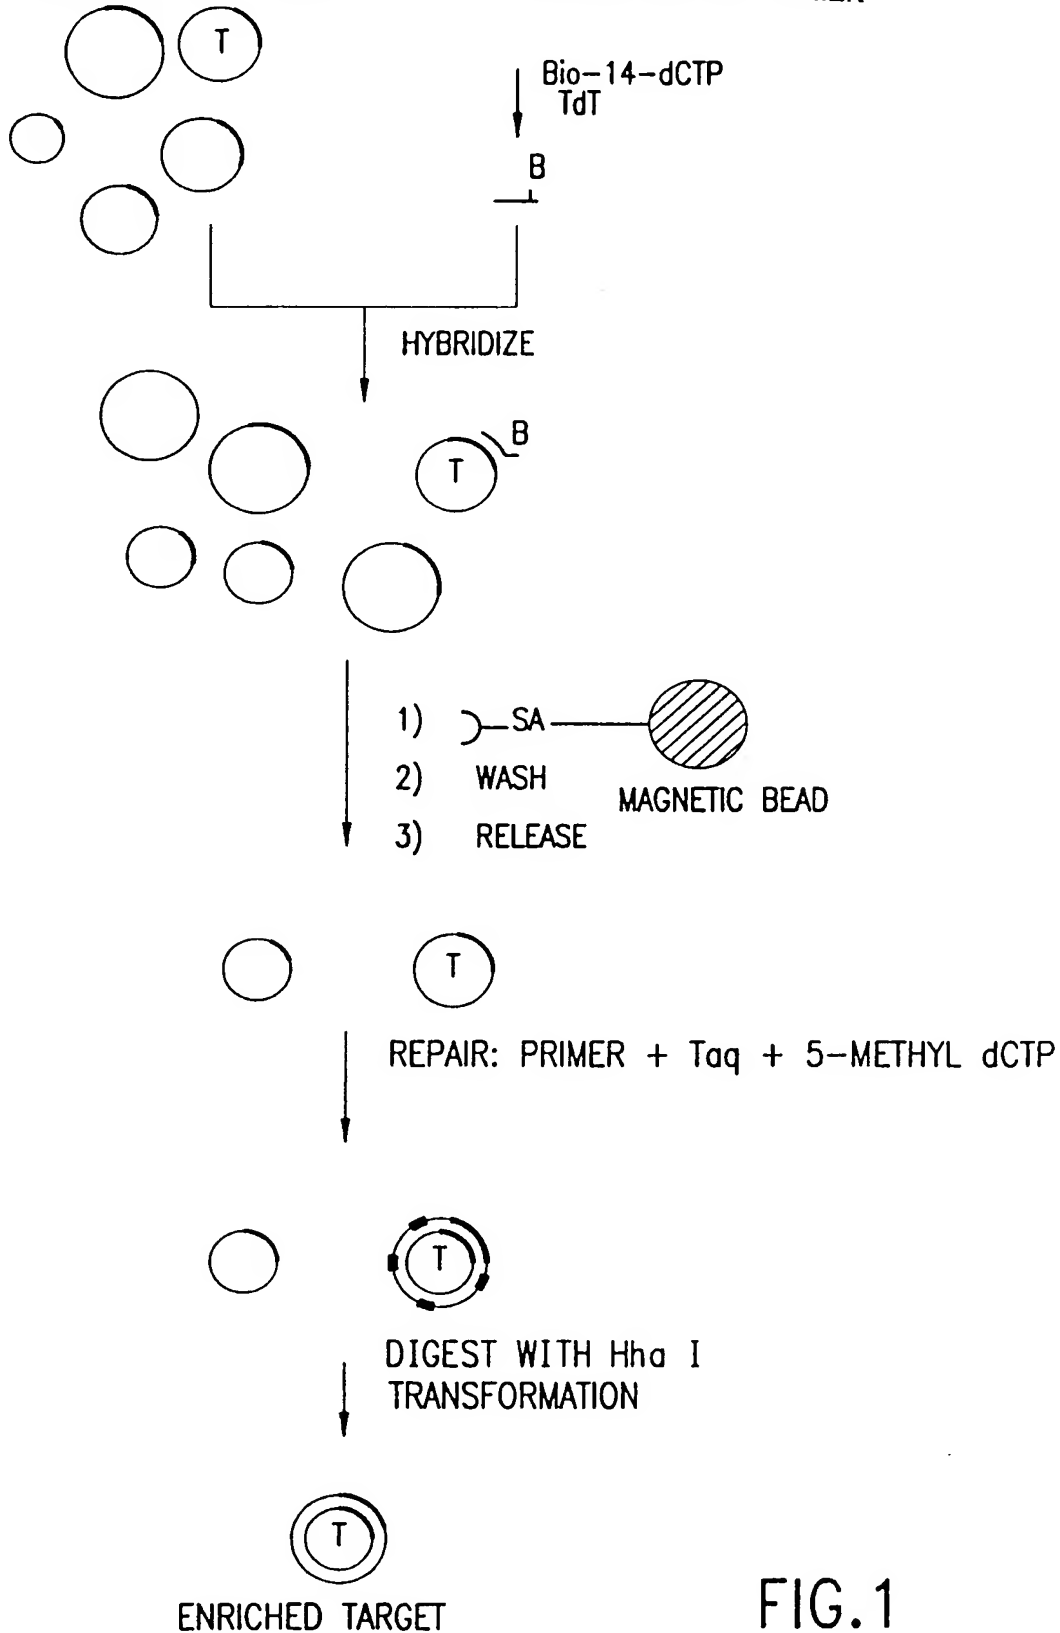 T
Bio-14-dCTP
TdT
B
HYBRIDIZE
B
T
1) SA
2) WASH
MAGNETIC BEAD
3) RELEASE
T
REPAIR: PRIMER + Taq + 5-METHYL dCTP
T
DIGEST WITH Hha I
TRANSFORMATION
T
ENRICHED TARGET
FIG.1